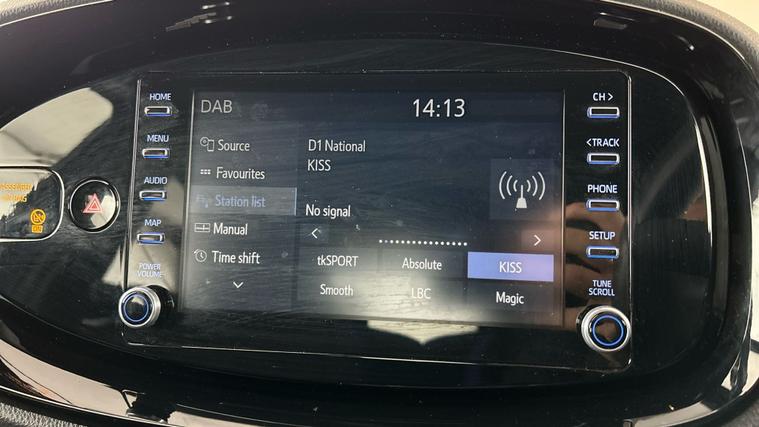 HOME
MENU
AUDIO
MAP
POWER
VOLUME
DAB
14:13
Source
Favourites
Station list
Manual
Time shift
D1 National
KISS
No signal
tkSPORT
Absolute
KISS
Smooth
LBC
Magic
CH >
<TRACK
PHONE
SETUP
TUNE
SCROLL